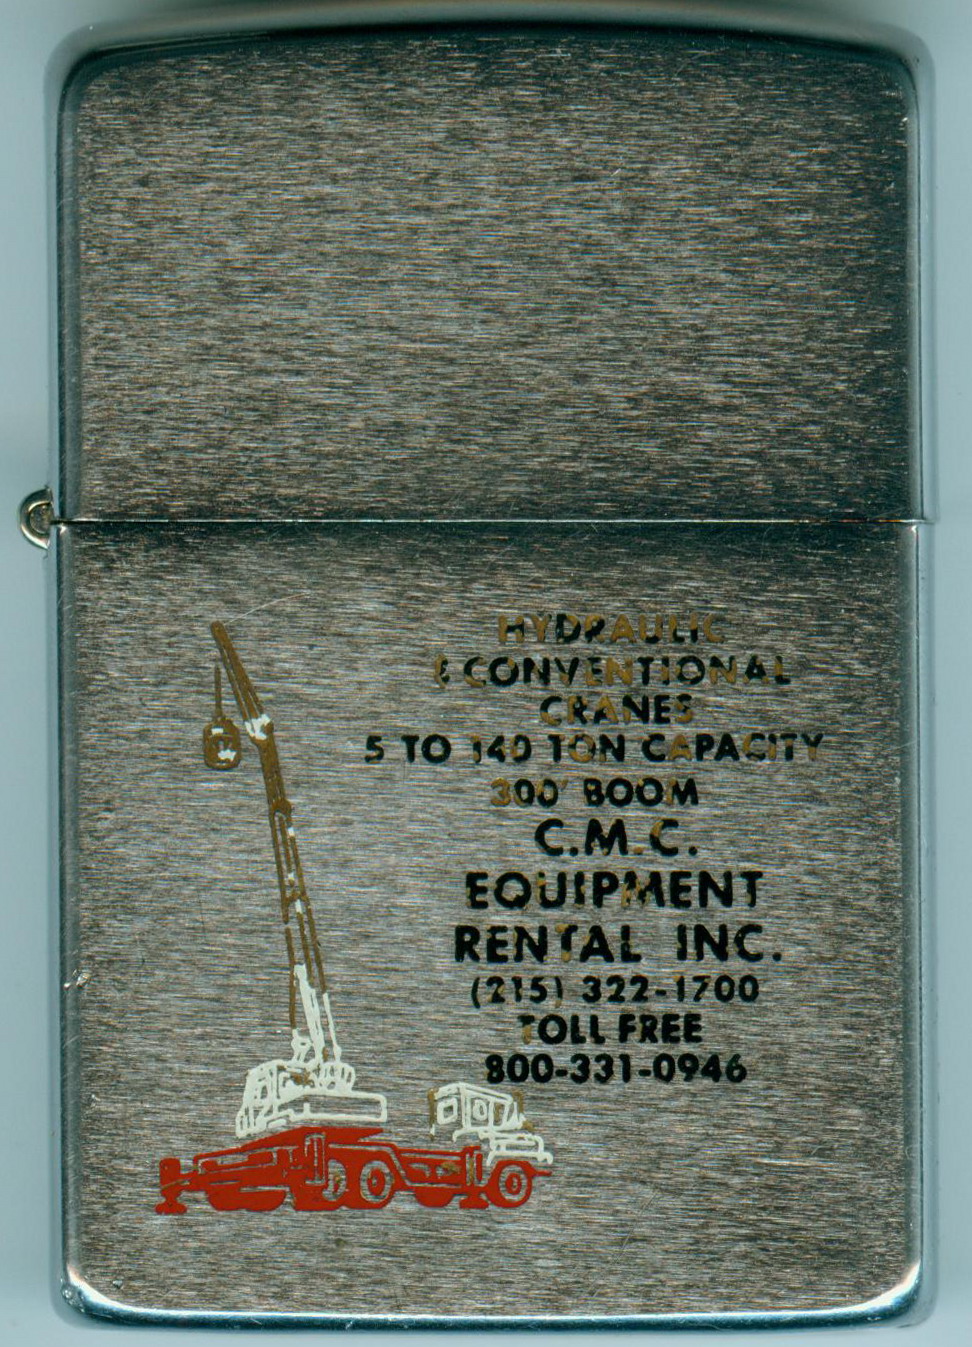 HYDRAULIC
& CONVENTIONAL
CRANES
5 TO 140 TON CAPACITY
300' BOOM
C.M.C.
EQUIPMENT
RENTAL INC.
(215) 322-1700
TOLL FREE
800-331-0946